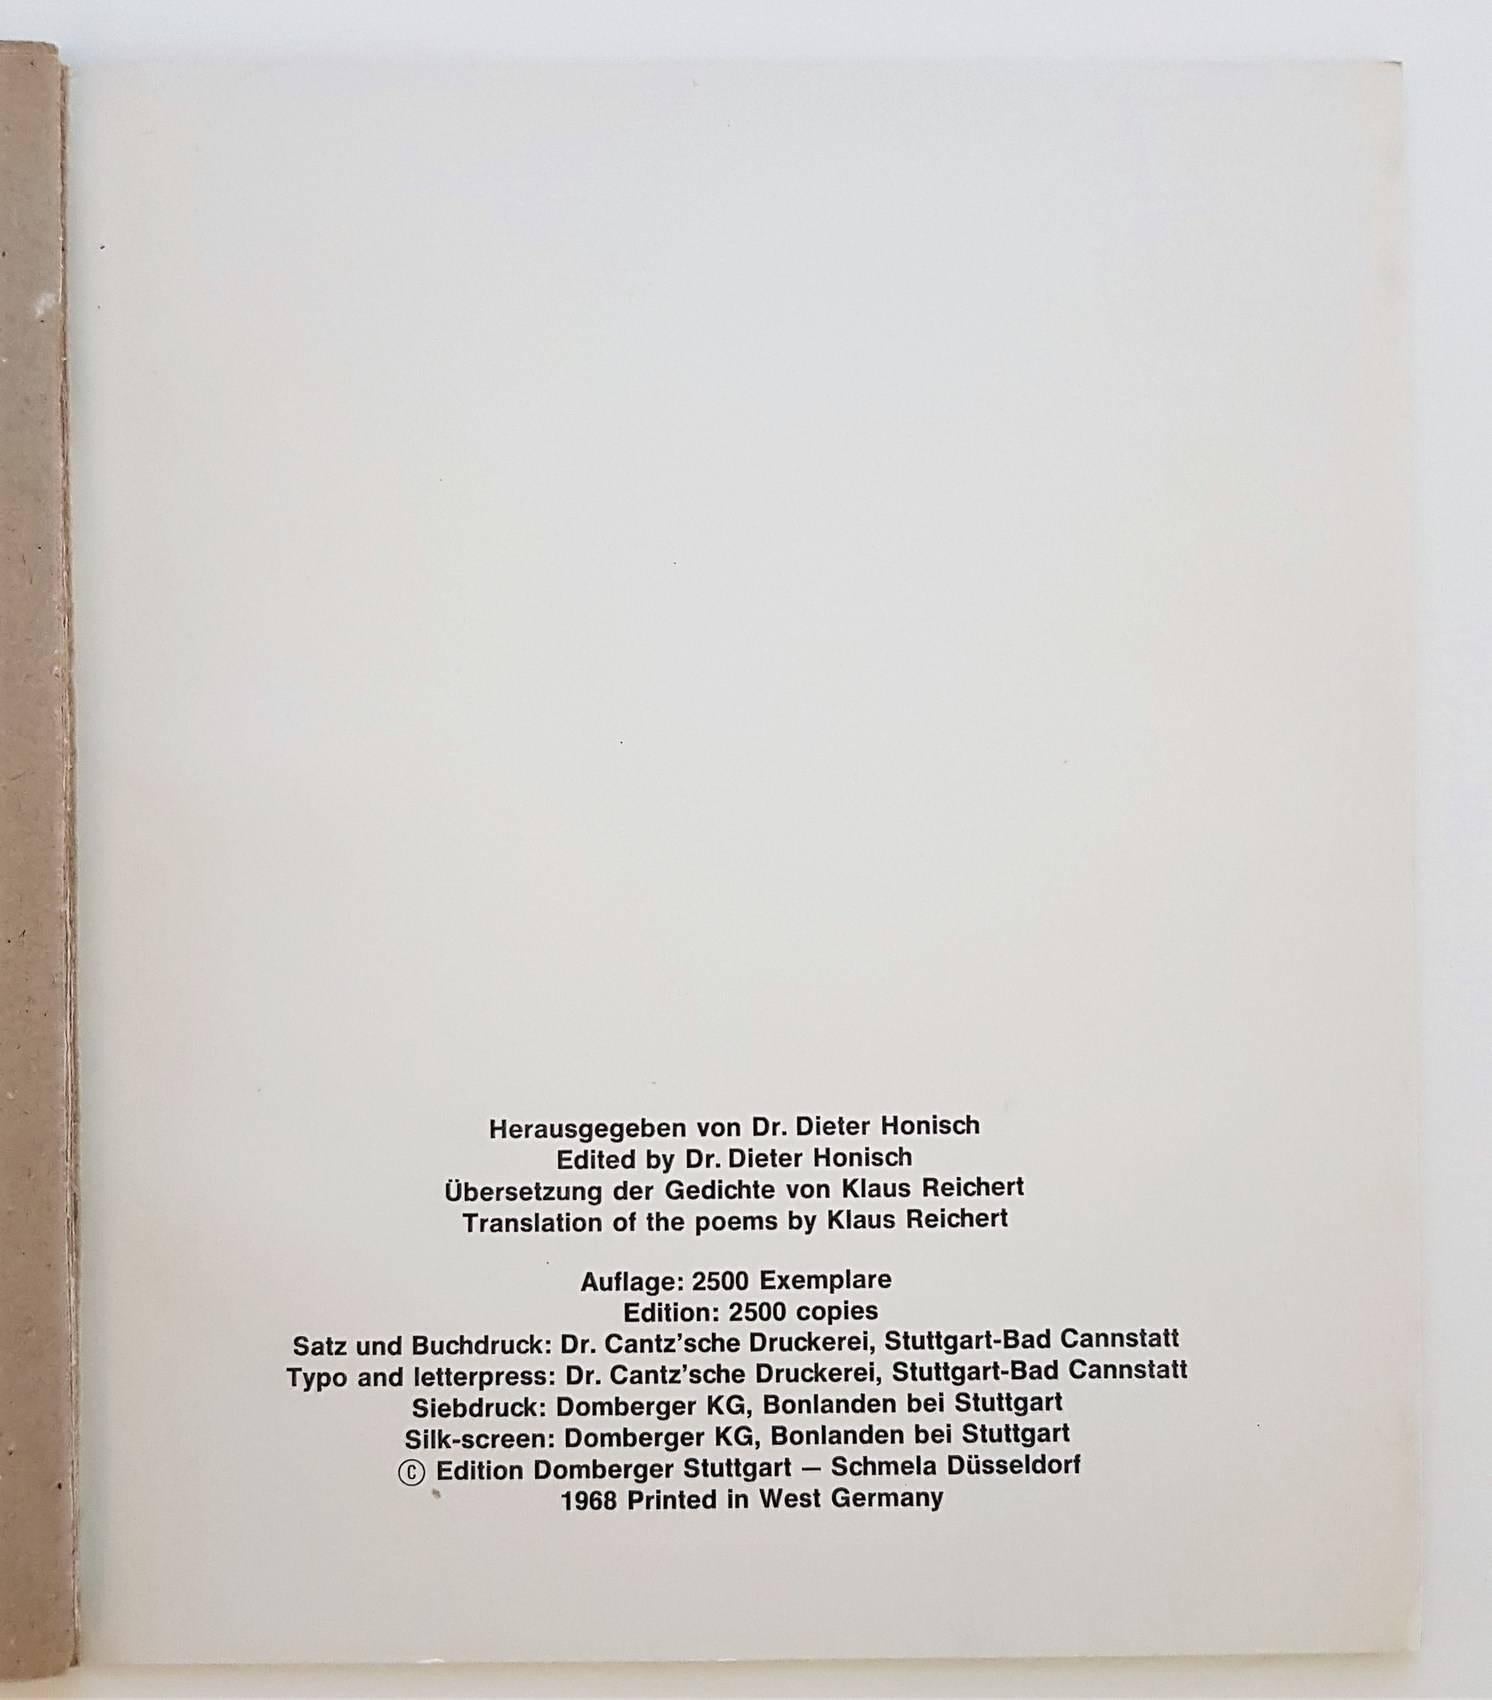 Herausgegeben von Dr. Dieter Honisch
Edited by Dr. Dieter Honisch
Übersetzung der Gedichte von Klaus Reichert
Translation of the poems by Klaus Reichert
Auflage: 2500 Exemplare
Edition: 2500 copies
Satz und Buchdruck: Dr. Cantz’sche Druckerei, Stuttgart-Bad Cannstatt
Typo and letterpress: Dr. Cantz’sche Druckerei, Stuttgart-Bad Cannstatt
Siebdruck: Domberger KG, Bonlanden bei Stuttgart
Silk-screen: Domberger KG, Bonlanden bei Stuttgart
© Edition Domberger Stuttgart — Schmela Düsseldorf
1968 Printed in West Germany